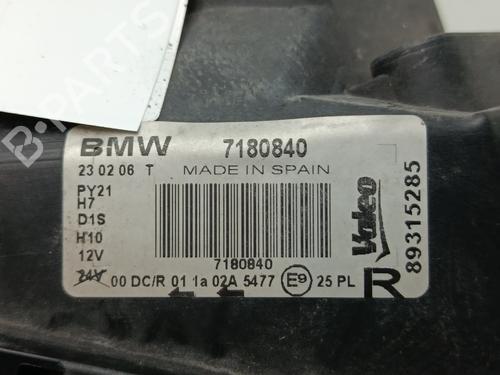 BMW 7180840
23 02 06 T MADE IN SPAIN
PY21
H7
D1S
H10
12V
24V
7180840
00 DC/R 01 1a 02A 5477 E9 25 PL
R
Valeo
89315285
B-PARTS